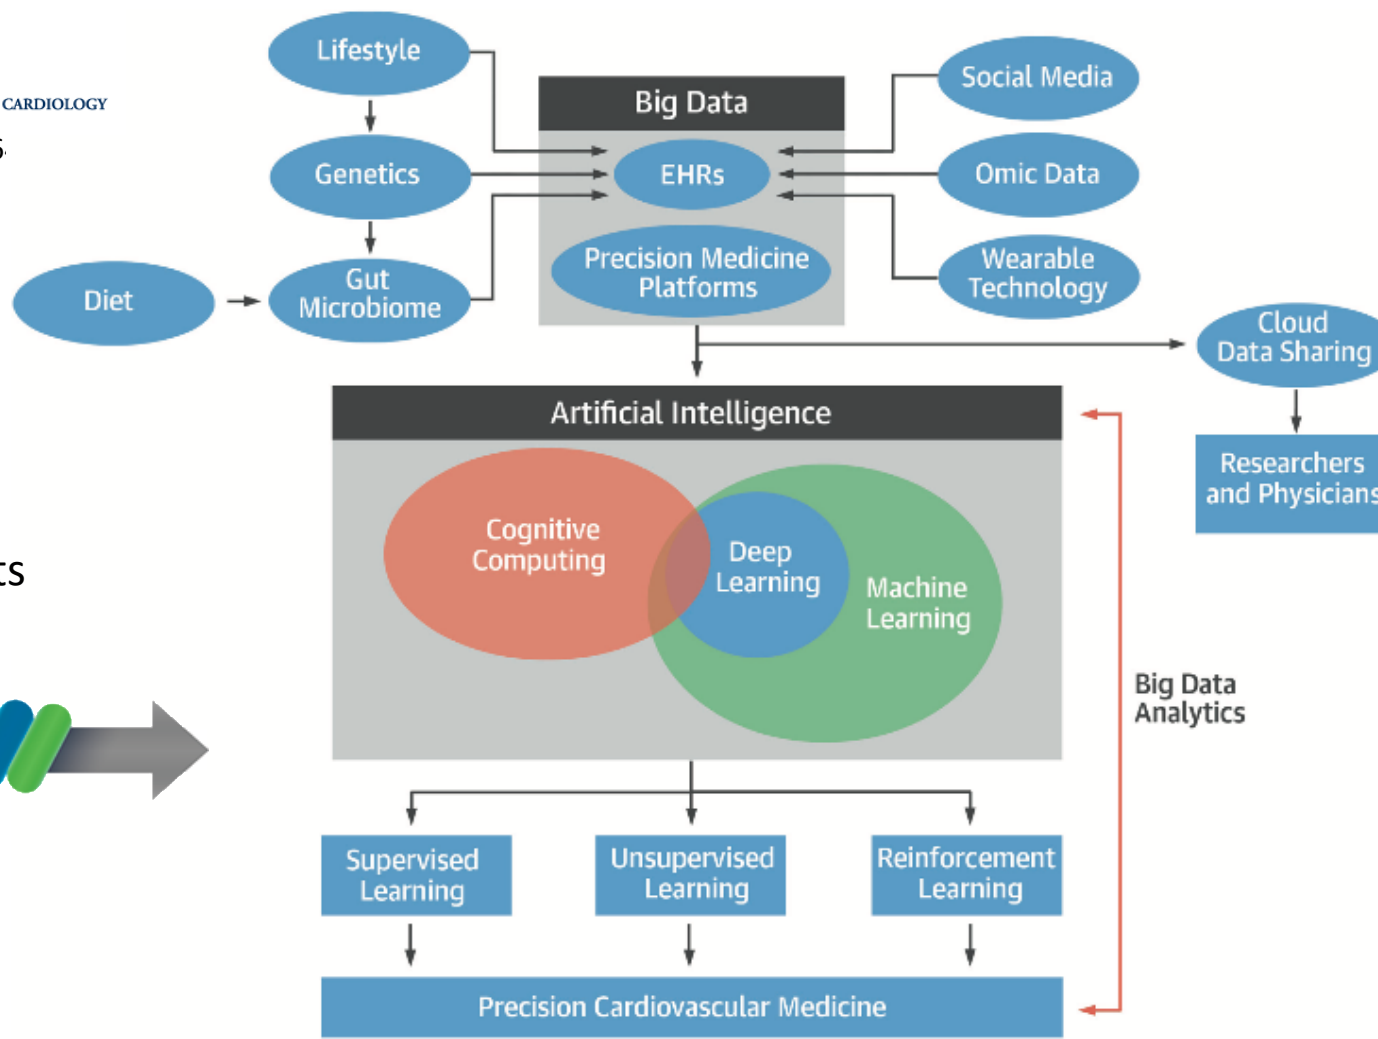 CARDIOLOGY
Lifestyle
Genetics
Gut
Microbiome
Diet
Big Data
EHRs
Precision Medicine
Platforms
Social Media
Omic Data
Wearable
Technology
Cloud
Data Sharing
Researchers
and Physicians
Artificial Intelligence
Cognitive
Computing
Deep
Learning
Machine
Learning
ts
Big Data
Analytics
Supervised
Learning
Unsupervised
Learning
Reinforcement
Learning
Precision Cardiovascular Medicine